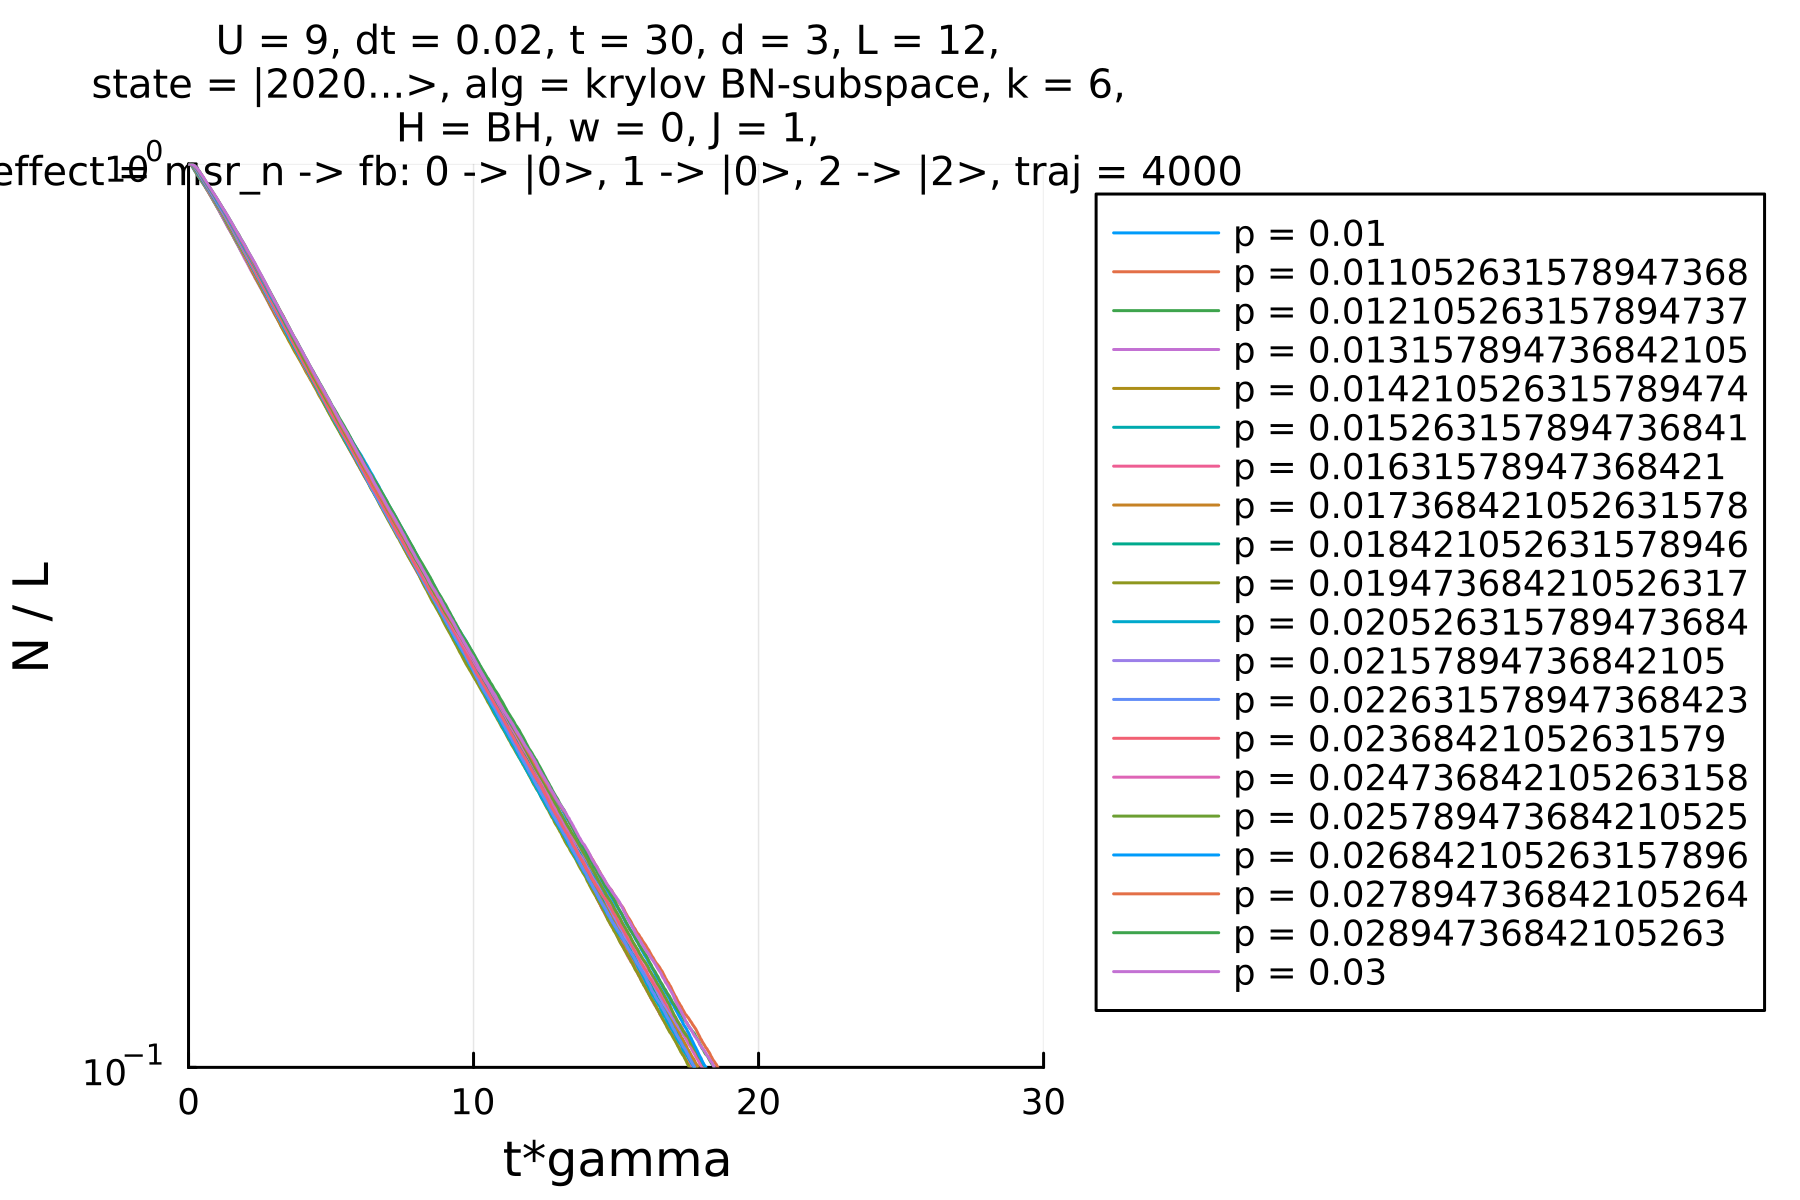 U = 9, dt = 0.02, t = 30, d = 3, L = 12,
state = |2020...>, alg = krylov BN-subspace, k = 6,
H = BH, w = 0, J = 1,
effect = msr_n -> fb: 0 -> |0>, 1 -> |0>, 2 -> |2>, traj = 4000
10⁰
p = 0.01
p = 0.011052631578947368
p = 0.012105263157894737
p = 0.013157894736842105
p = 0.014210526315789474
p = 0.015263157894736841
p = 0.01631578947368421
p = 0.017368421052631578
p = 0.018421052631578946
p = 0.019473684210526317
p = 0.020526315789473684
p = 0.02157894736842105
p = 0.022631578947368423
p = 0.02368421052631579
p = 0.024736842105263158
p = 0.025789473684210525
p = 0.026842105263157896
p = 0.027894736842105264
p = 0.02894736842105263
p = 0.03
N / L
10⁻¹
0 10 20 30
t*gamma